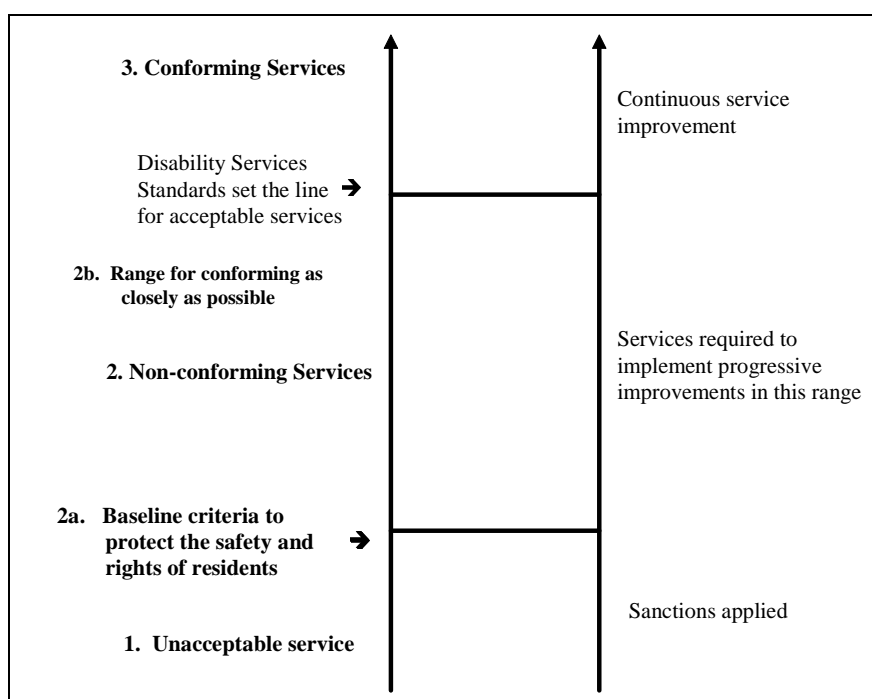 3. Conforming Services
Continuous service
improvement
Disability Services
Standards set the line ➔
for acceptable services
2b. Range for conforming as
closely as possible
2. Non-conforming Services
Services required to
implement progressive
improvements in this range
2a. Baseline criteria to
protect the safety and ➔
rights of residents
Sanctions applied
1. Unacceptable service